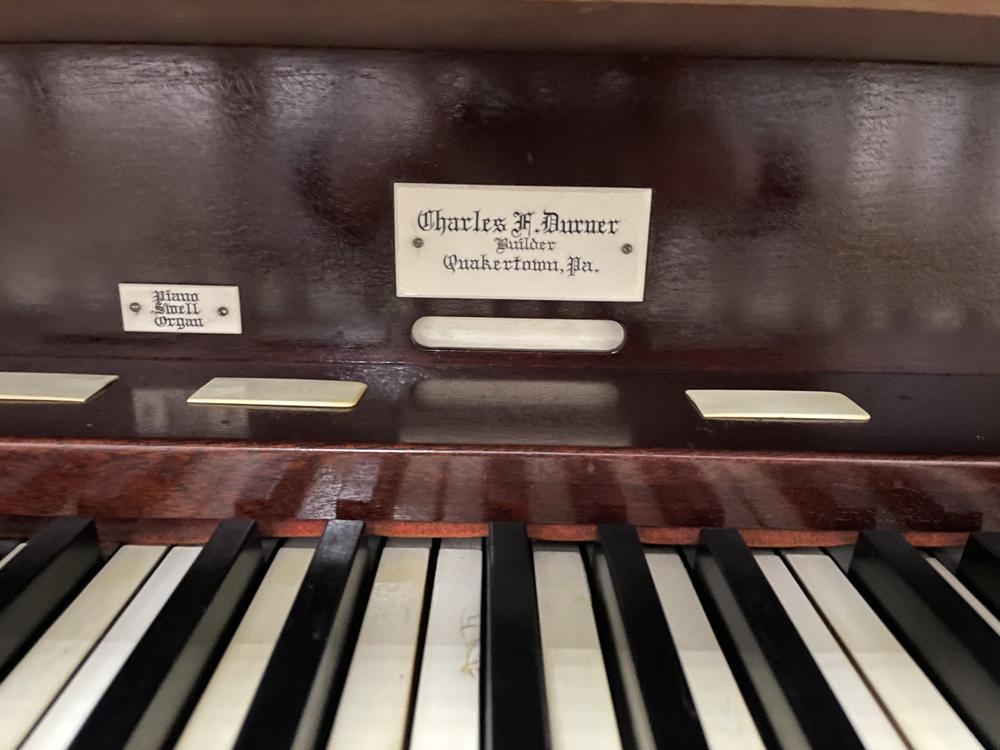 Charles F. Durner
Builder
Quakertown, Pa.
Piano
Swell
Organ